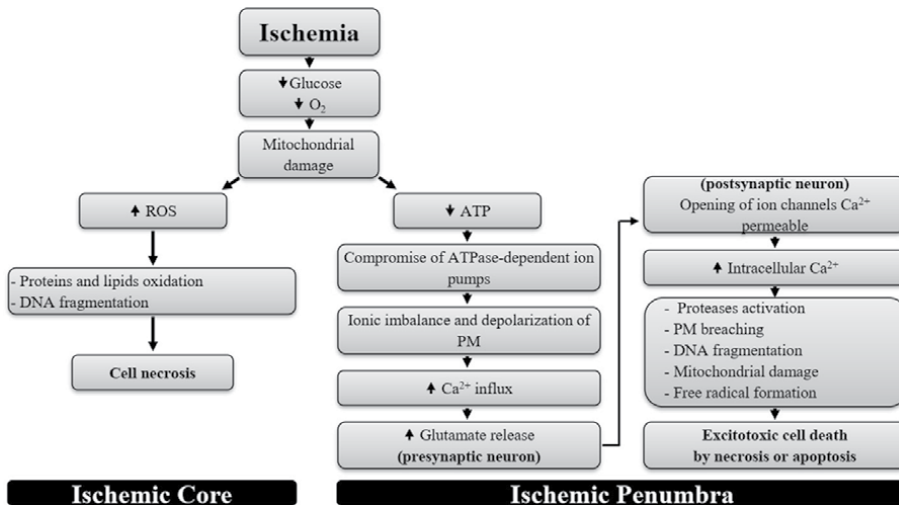 Ischemia
↓Glucose
↓ O₂
Mitochondrial
damage
↑ ROS
- Proteins and lipids oxidation
- DNA fragmentation
Cell necrosis
↓ ATP
Compromise of ATPase-dependent ion
pumps
Ionic imbalance and depolarization of
PM
↑ Ca²⁺ influx
↑ Glutamate release
(presynaptic neuron)
(postsynaptic neuron)
Opening of ion channels Ca²⁺
permeable
↑ Intracellular Ca²⁺
- Proteases activation
- PM breaching
- DNA fragmentation
- Mitochondrial damage
- Free radical formation
Excitotoxic cell death
by necrosis or apoptosis
Ischemic Core
Ischemic Penumbra